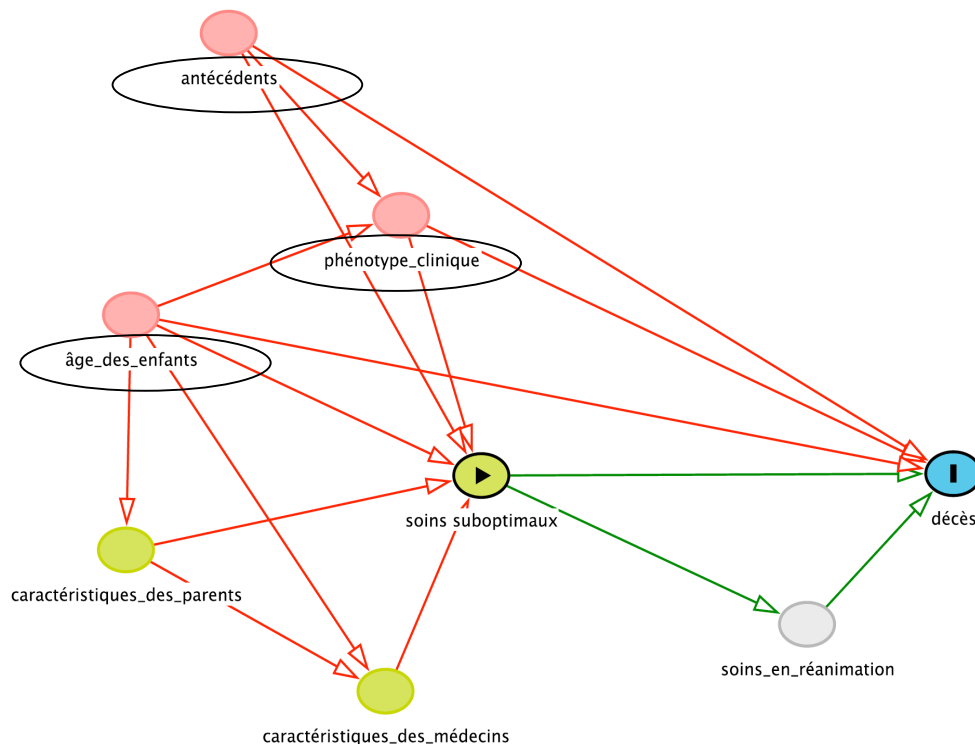 antécédents
phénotype_clinique
âge_des_enfants
soins suboptimaux
décès
caractéristiques_des_parents
soins_en_réanimation
caractéristiques_des_médecins